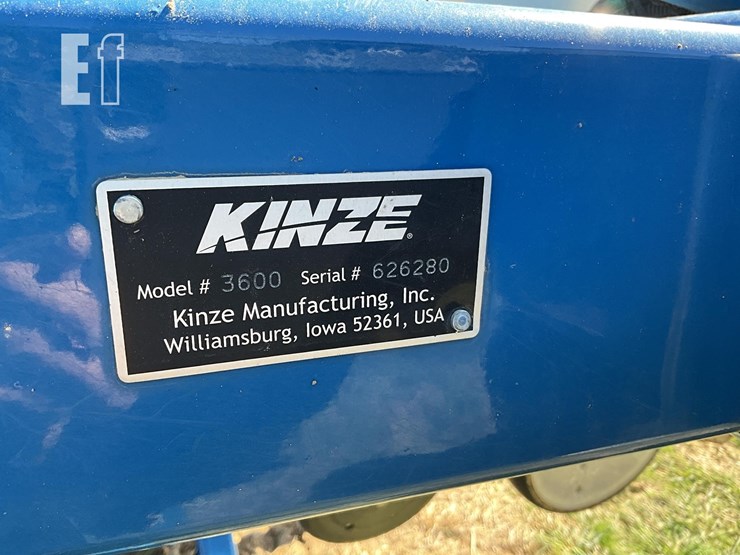 Ef
KINZE®
Model # 3600 Serial # 626280
Kinze Manufacturing, Inc.
Williamsburg, Iowa 52361, USA